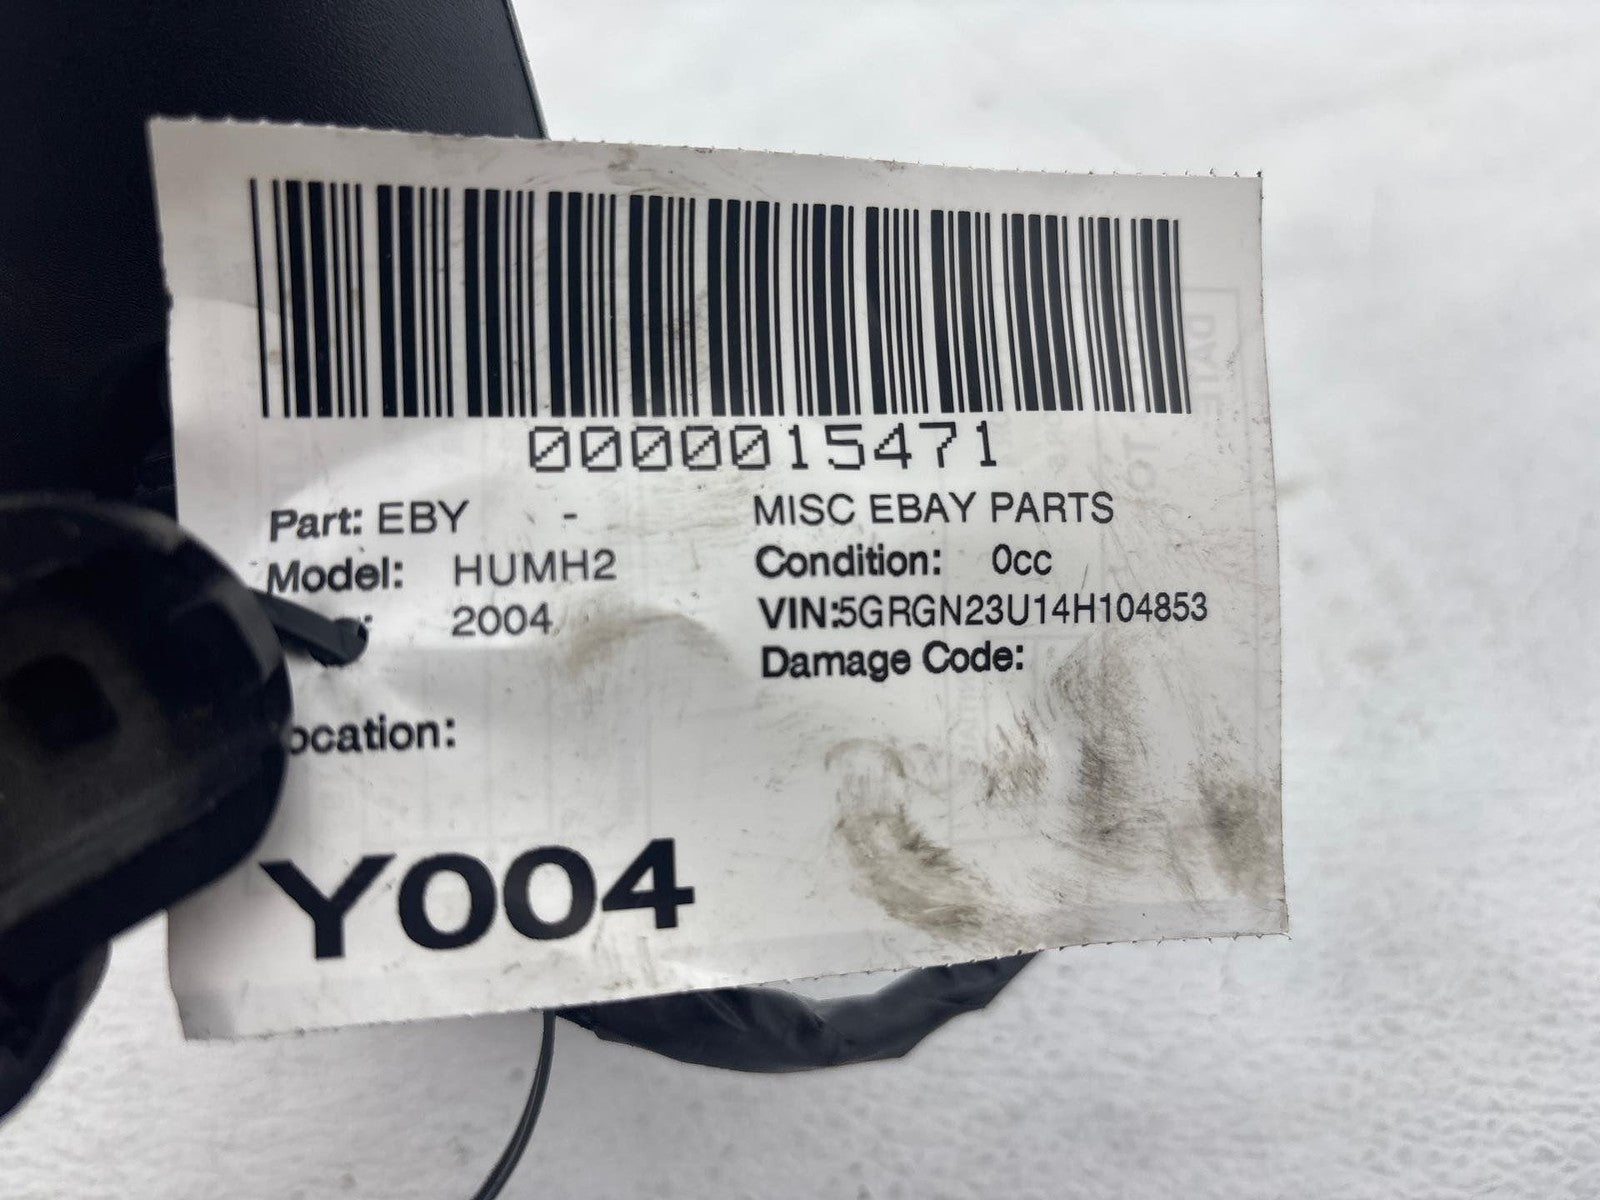 0000015471
Part: EBY - MISC EBAY PARTS
Model: HUMH2 Condition: 0cc
2004 VIN:5GRGN23U14H104853
Damage Code:
ocation:
Y004